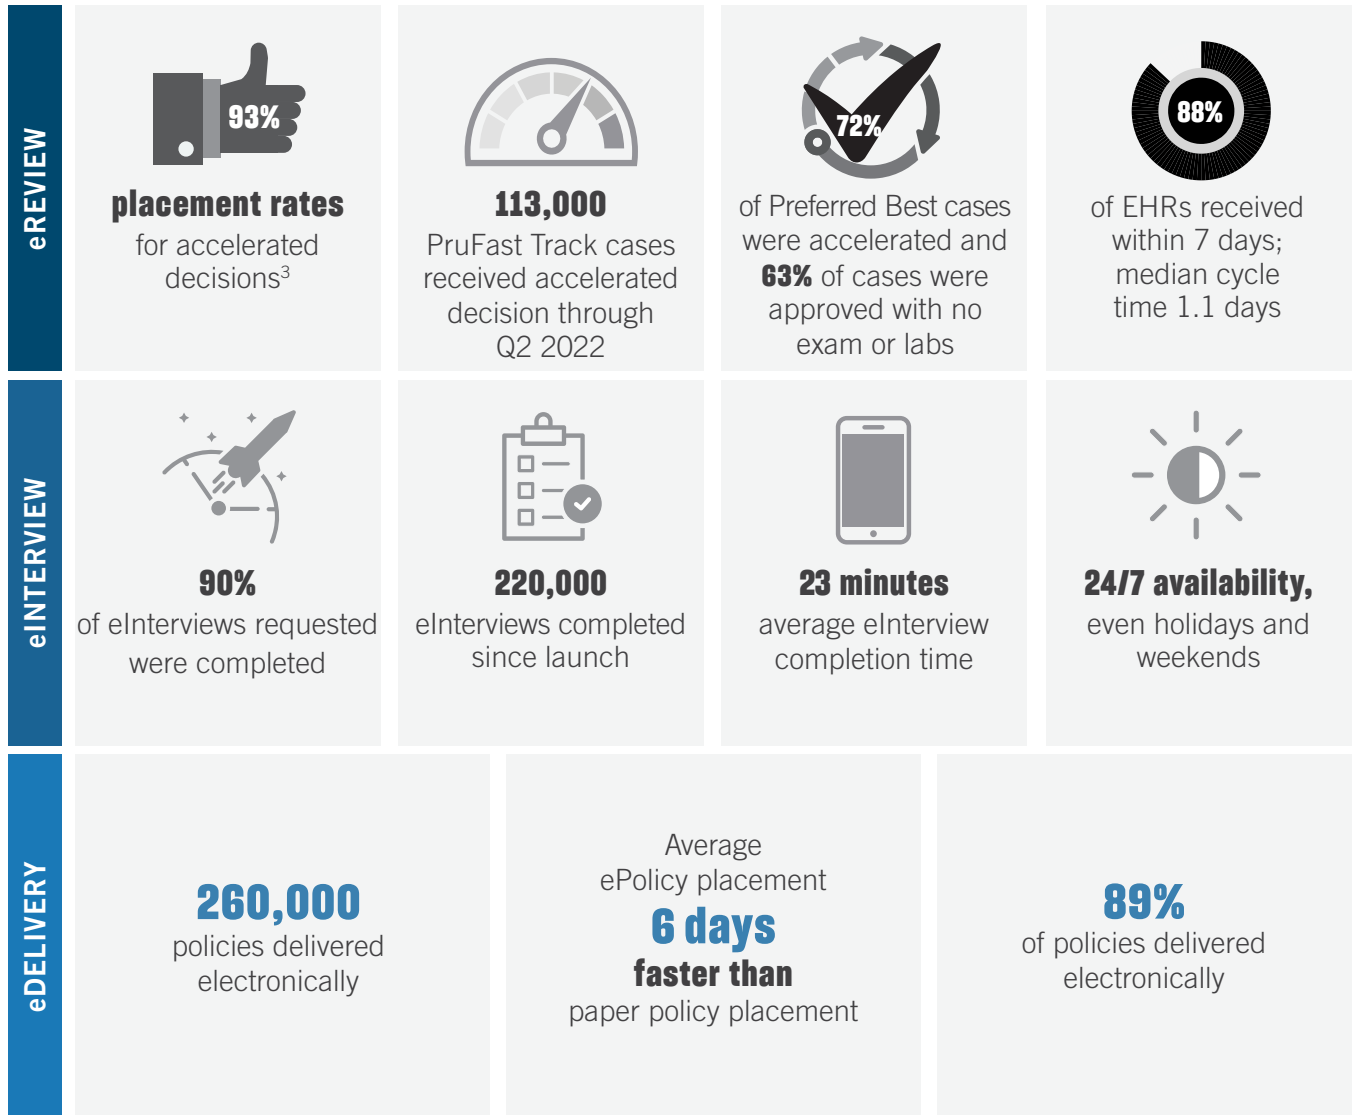 eREVIEW
93%
placement rates
for accelerated
decisions3
113,000
PruFast Track cases
received accelerated
decision through
Q2 2022
72%
of Preferred Best cases
were accelerated and
63% of cases were
approved with no
exam or labs
88%
of EHRs received
within 7 days;
median cycle
time 1.1 days
eINTERVIEW
90%
of eInterviews requested
were completed
220,000
eInterviews completed
since launch
23 minutes
average eInterview
completion time
24/7 availability,
even holidays and
weekends
eDELIVERY
260,000
policies delivered
electronically
Average
ePolicy placement
6 days
faster than
paper policy placement
89%
of policies delivered
electronically